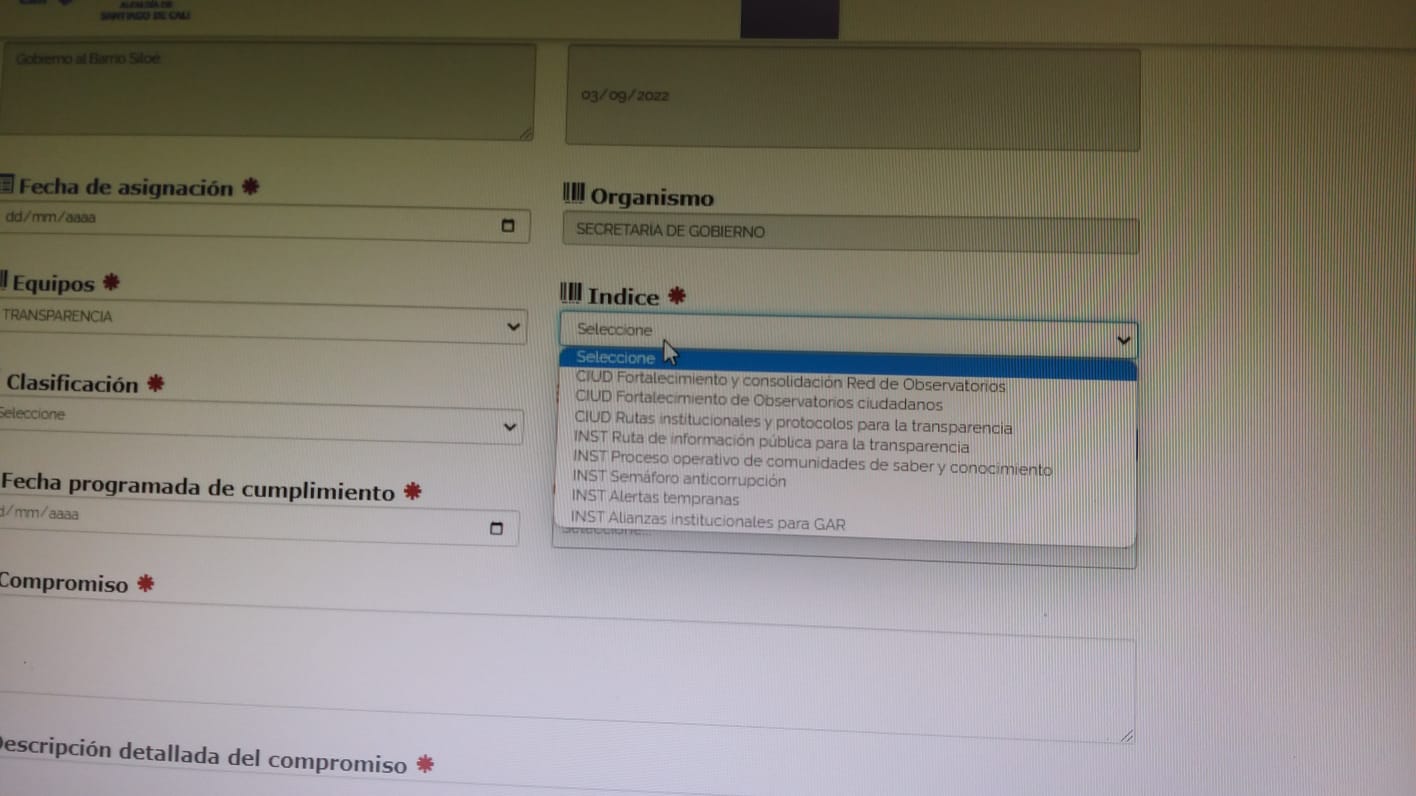 ALCALDÍA DE
SANTIAGO DE CALI
Gobierno al Barrio Siloé
03/09/2022
Fecha de asignación *
Organismo
dd/mm/aaaa
SECRETARÍA DE GOBIERNO
Equipos *
Indice *
TRANSPARENCIA
Seleccione
Seleccione
CIUD Fortalecimiento y consolidación Red de Observatorios
CIUD Fortalecimiento de Observatorios ciudadanos
CIUD Rutas institucionales y protocolos para la transparencia
INST Ruta de información pública para la transparencia
INST Proceso operativo de comunidades de saber y conocimiento
INST Semáforo anticorrupción
INST Alertas tempranas
INST Alianzas institucionales para GAR
Clasificación *
Seleccione
Fecha programada de cumplimiento *
d/mm/aaaa
Seleccione...
Compromiso *
Descripción detallada del compromiso *